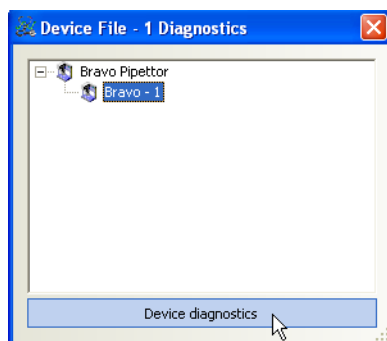 Device File - 1 Diagnostics
Bravo Pipettor
Bravo - 1
Device diagnostics